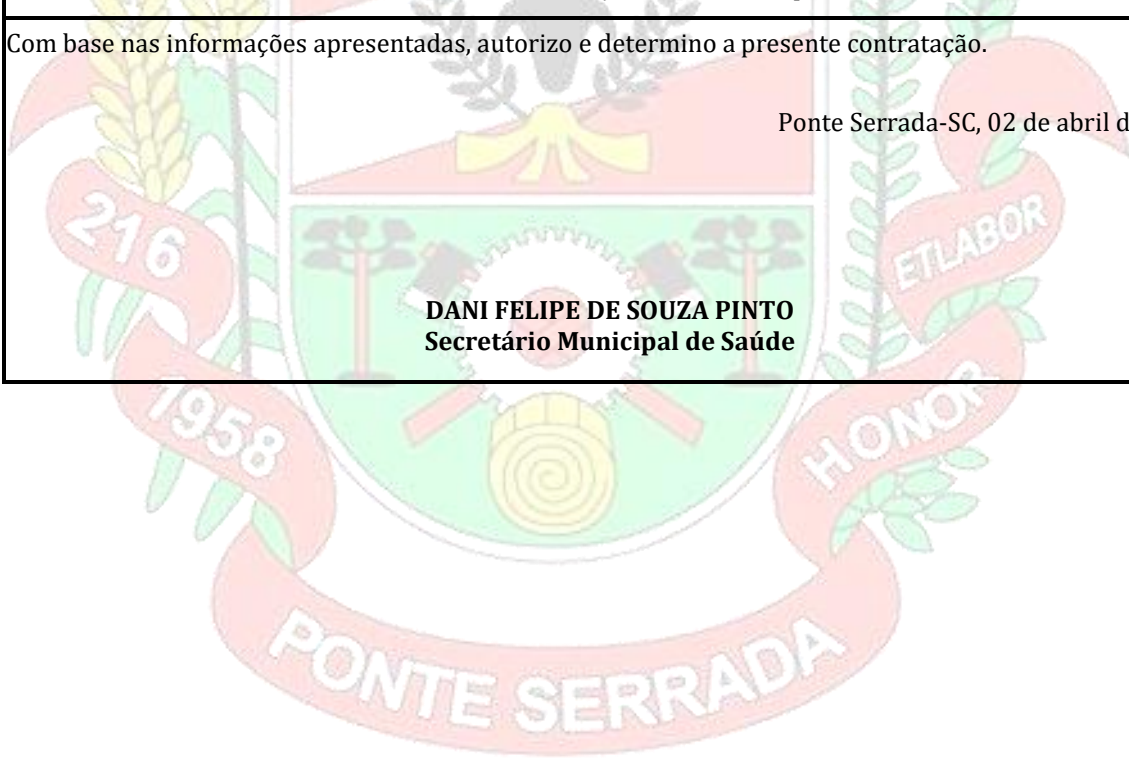 Com base nas informações apresentadas, autorizo e determino a presente contratação.
Ponte Serrada-SC, 02 de abril d
DANI FELIPE DE SOUZA PINTO
Secretário Municipal de Saúde
216
ETLABOR
1958
HONOR
PONTE SERRADA